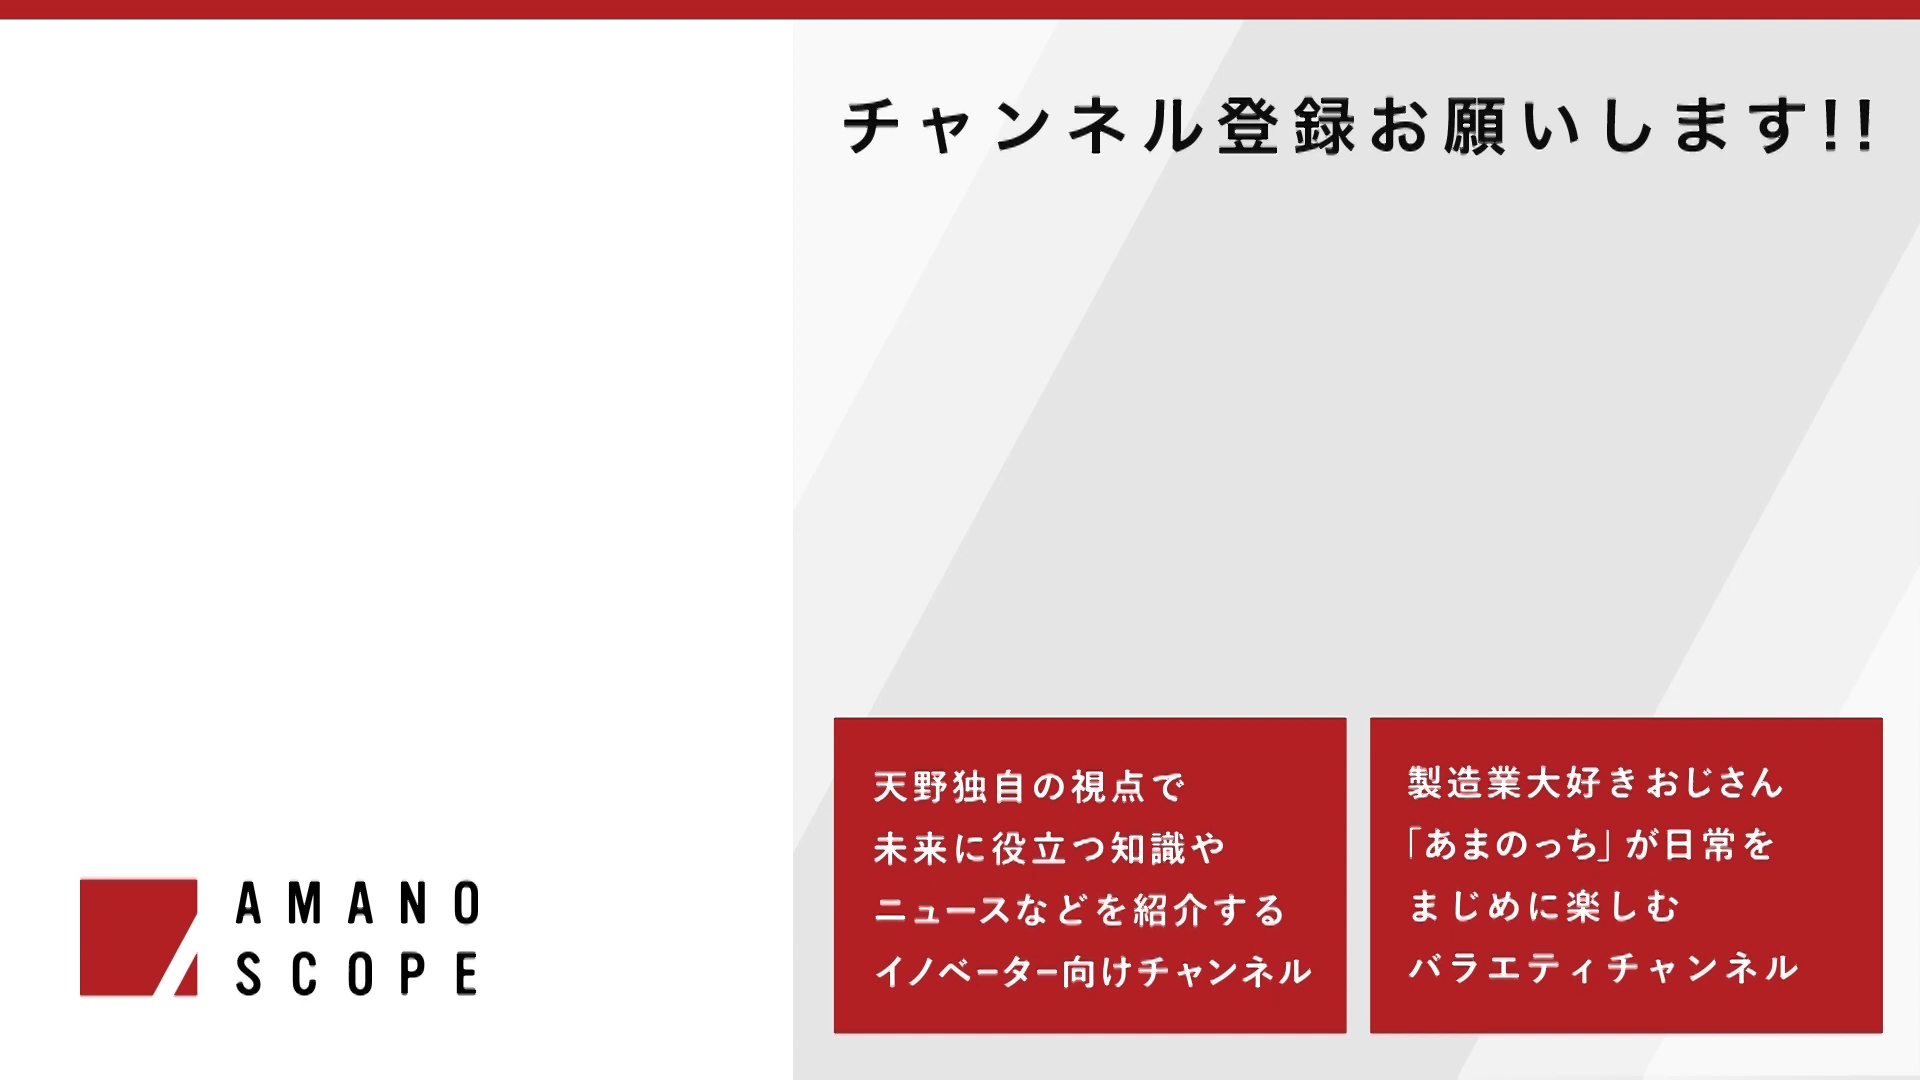 チャンネル登録お願いします!!
天野独自の視点で
未来に役立つ知識や
ニュースなどを紹介する
イノベーター向けチャンネル
製造業大好きおじさん
「あまのっち」が日常を
まじめに楽しむ
バラエティチャンネル
AMANO
SCOPE